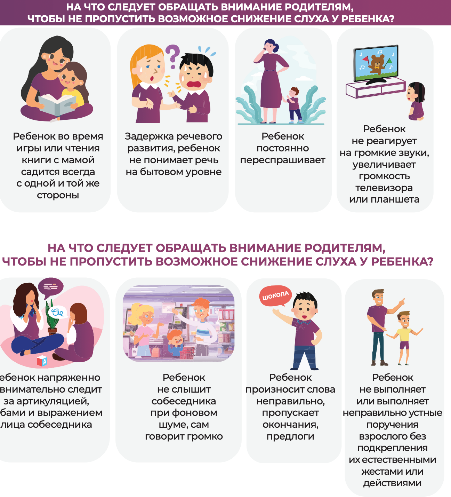 НА ЧТО СЛЕДУЕТ ОБРАЩАТЬ ВНИМАНИЕ РОДИТЕЛЯМ,
ЧТОБЫ НЕ ПРОПУСТИТЬ ВОЗМОЖНОЕ СНИЖЕНИЕ СЛУХА У РЕБЕНКА?
Ребенок во время
игры или чтения
книги с мамой
садится всегда
с одной и той же
стороны
Задержка речевого
развития, ребенок
не понимает речь
на бытовом уровне
Ребенок
постоянно
переспрашивает
Ребенок
не реагирует
на громкие звуки,
увеличивает
громкость
телевизора
или планшета
НА ЧТО СЛЕДУЕТ ОБРАЩАТЬ ВНИМАНИЕ РОДИТЕЛЯМ,
ЧТОБЫ НЕ ПРОПУСТИТЬ ВОЗМОЖНОЕ СНИЖЕНИЕ СЛУХА У РЕБЕНКА?
ебенок напряженно
внимательно следит
за артикуляцией,
бами и выражением
лица собеседника
Ребенок
не слышит
собеседника
при фоновом
шуме, сам
говорит громко
ШКОЛА
Ребенок
произносит слова
неправильно,
пропускает
окончания,
предлоги
Ребенок
не выполняет
или выполняет
неправильно устные
поручения
взрослого без
подкрепления
их естественными
жестами или
действиями